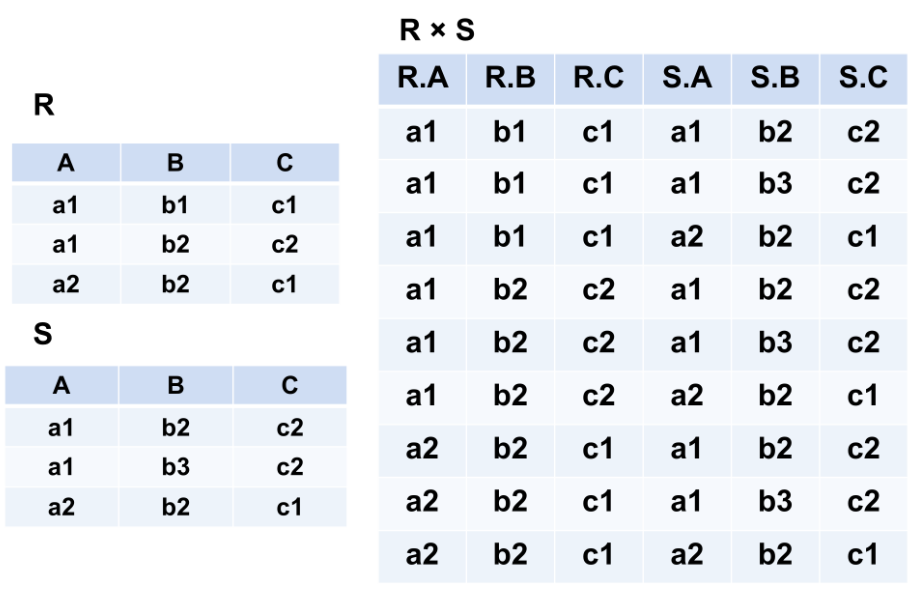 R
A B C
a1 b1 c1
a1 b2 c2
a2 b2 c1
S
A B C
a1 b2 c2
a1 b3 c2
a2 b2 c1
R × S
R.A R.B R.C S.A S.B S.C
a1 b1 c1 a1 b2 c2
a1 b1 c1 a1 b3 c2
a1 b1 c1 a2 b2 c1
a1 b2 c2 a1 b2 c2
a1 b2 c2 a1 b3 c2
a1 b2 c2 a2 b2 c1
a2 b2 c1 a1 b2 c2
a2 b2 c1 a1 b3 c2
a2 b2 c1 a2 b2 c1